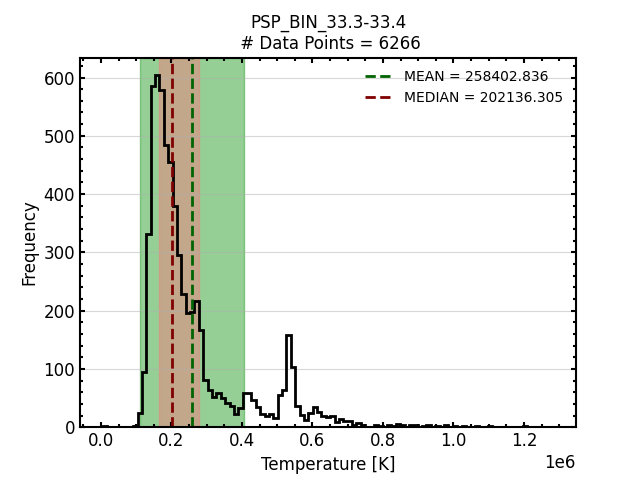 PSP_BIN_33.3-33.4
# Data Points = 6266
MEAN = 258402.836
MEDIAN = 202136.305
Frequency
600
500
400
300
200
100
0
0.0 0.2 0.4 0.6 0.8 1.0 1.2
1e6
Temperature [K]